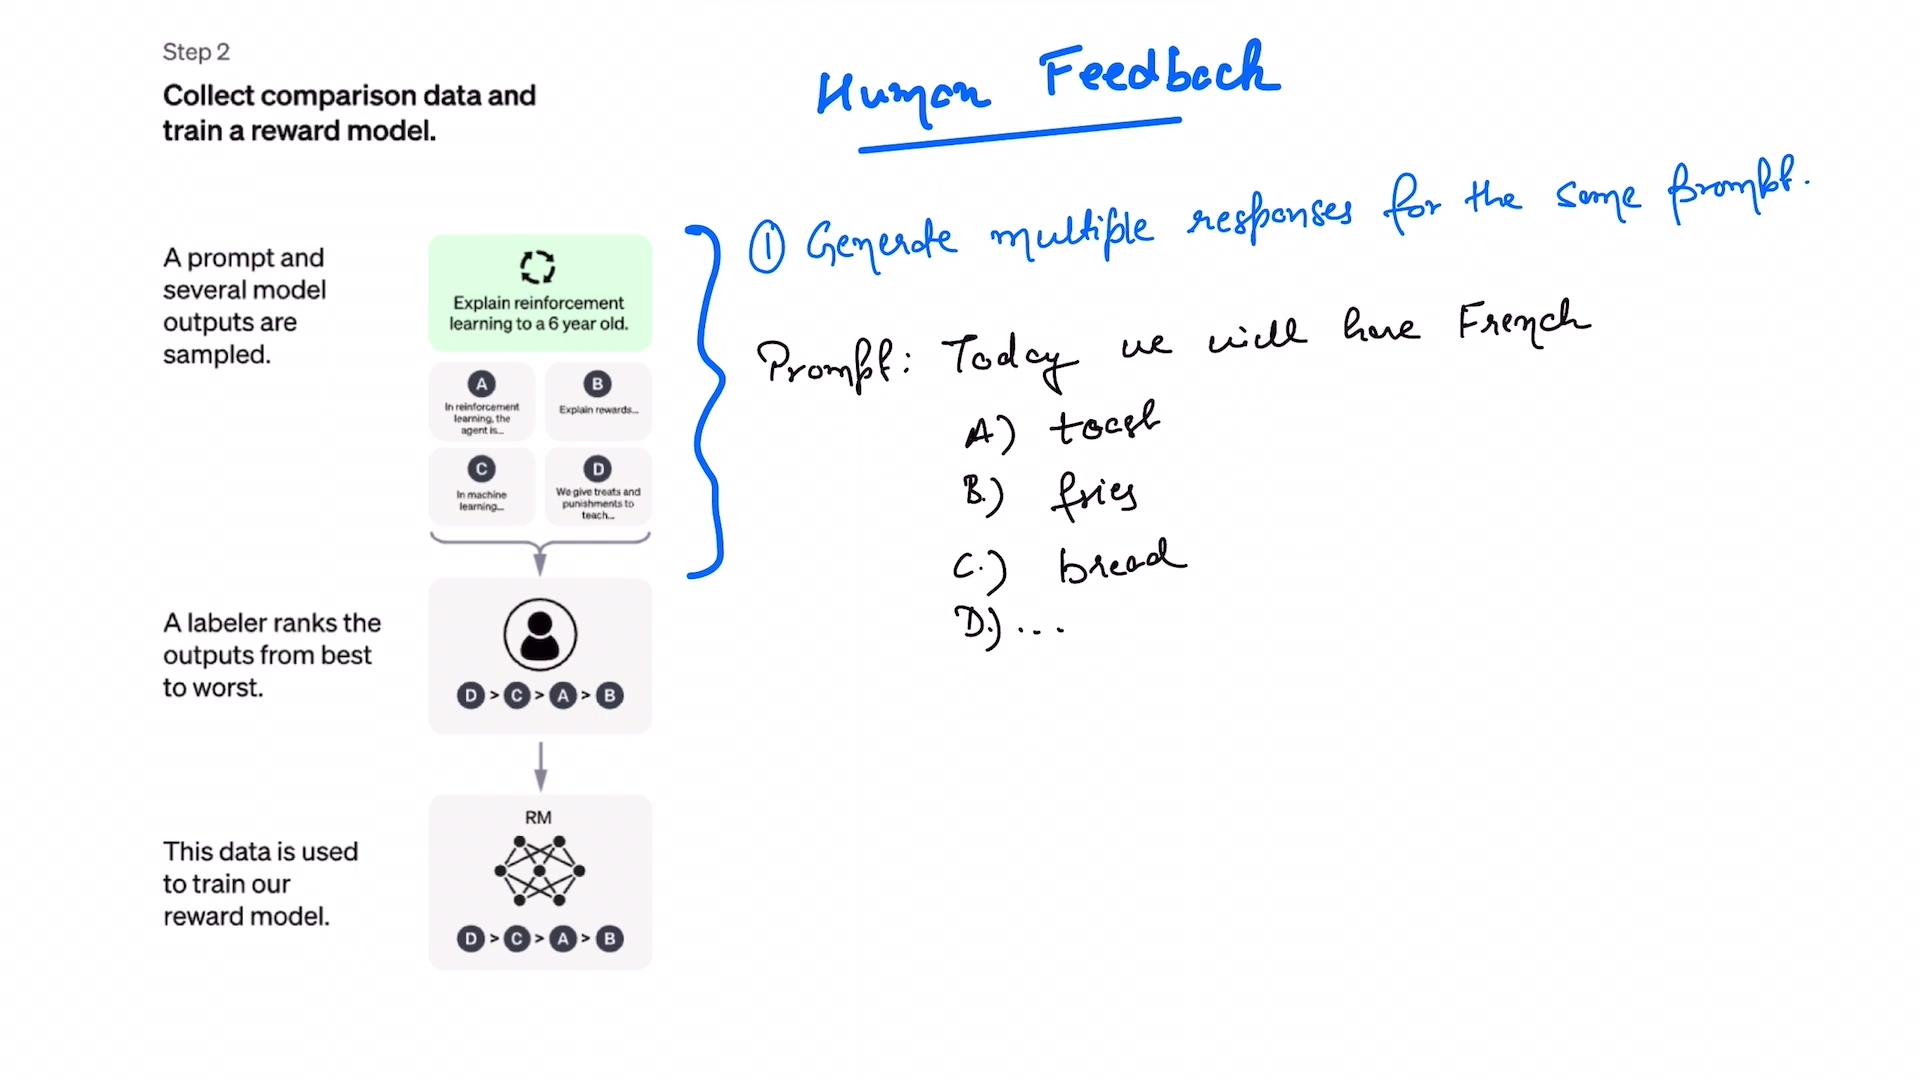 Step 2
Collect comparison data and
train a reward model.
Human Feedback
① Generate multiple responses for the same prompt.
A prompt and
several model
outputs are
sampled.
Explain reinforcement
learning to a 6 year old.
A
In reinforcement
learning, the
agent is...
B
Explain rewards...
C
In machine
learning...
D
We give treats and
punishments to
teach...
Prompt: Today we will have French
A) toast
B.) fries
C.) bread
D.) ...
A labeler ranks the
outputs from best
to worst.
D > C > A > B
This data is used
to train our
reward model.
RM
D > C > A > B